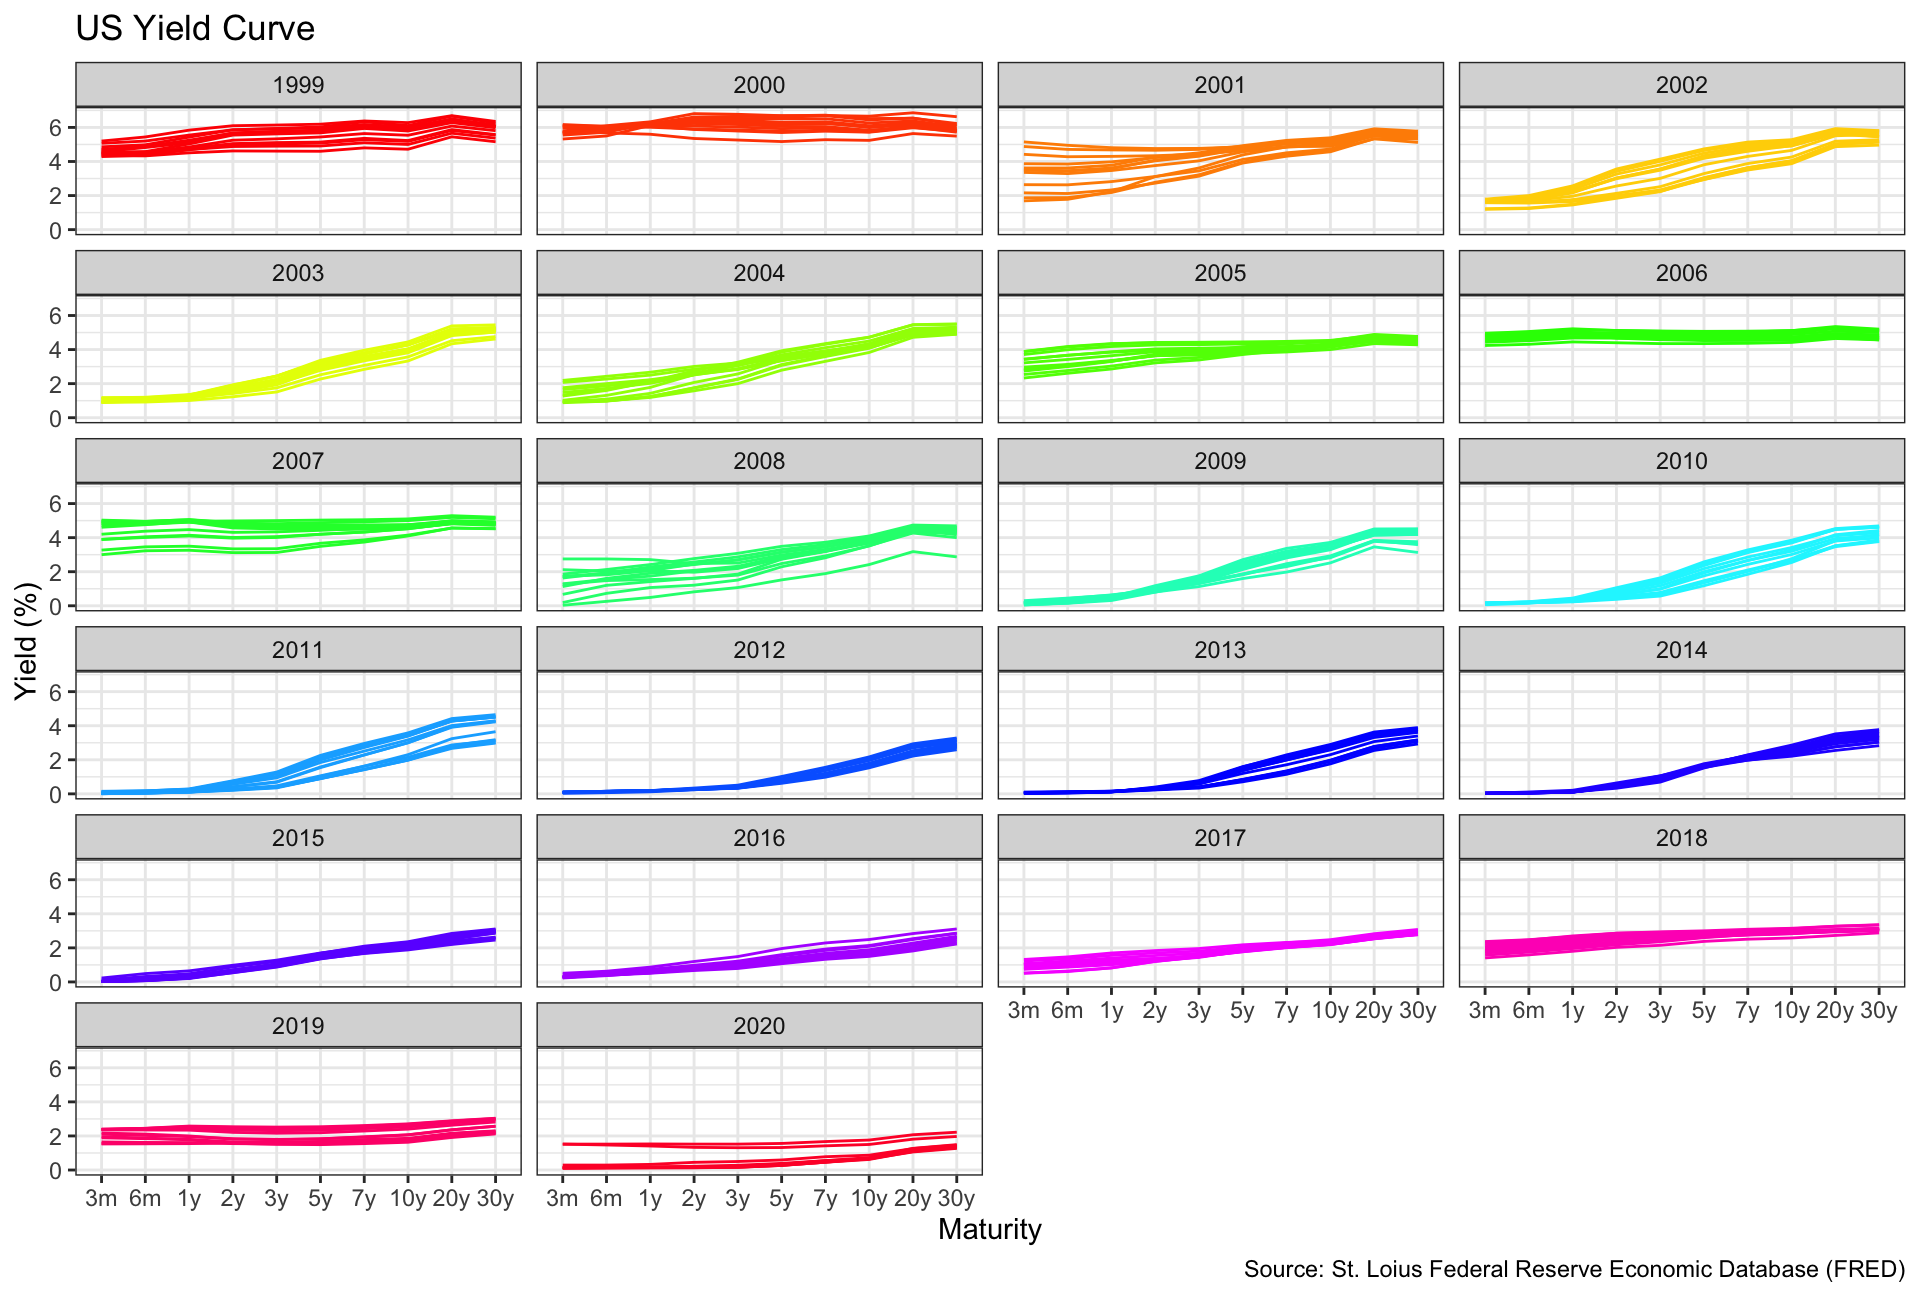 US Yield Curve
1999 2000 2001 2002
6
4
2
0
2003 2004 2005 2006
6
4
2
0
2007 2008 2009 2010
6
4
2
0
Yield (%)
2011 2012 2013 2014
6
4
2
0
2015 2016 2017 2018
6
4
2
0
3m 6m 1y 2y 3y 5y 7y 10y 20y 30y 3m 6m 1y 2y 3y 5y 7y 10y 20y 30y
2019 2020
6
4
2
0
3m 6m 1y 2y 3y 5y 7y 10y 20y 30y 3m 6m 1y 2y 3y 5y 7y 10y 20y 30y
Maturity
Source: St. Loius Federal Reserve Economic Database (FRED)